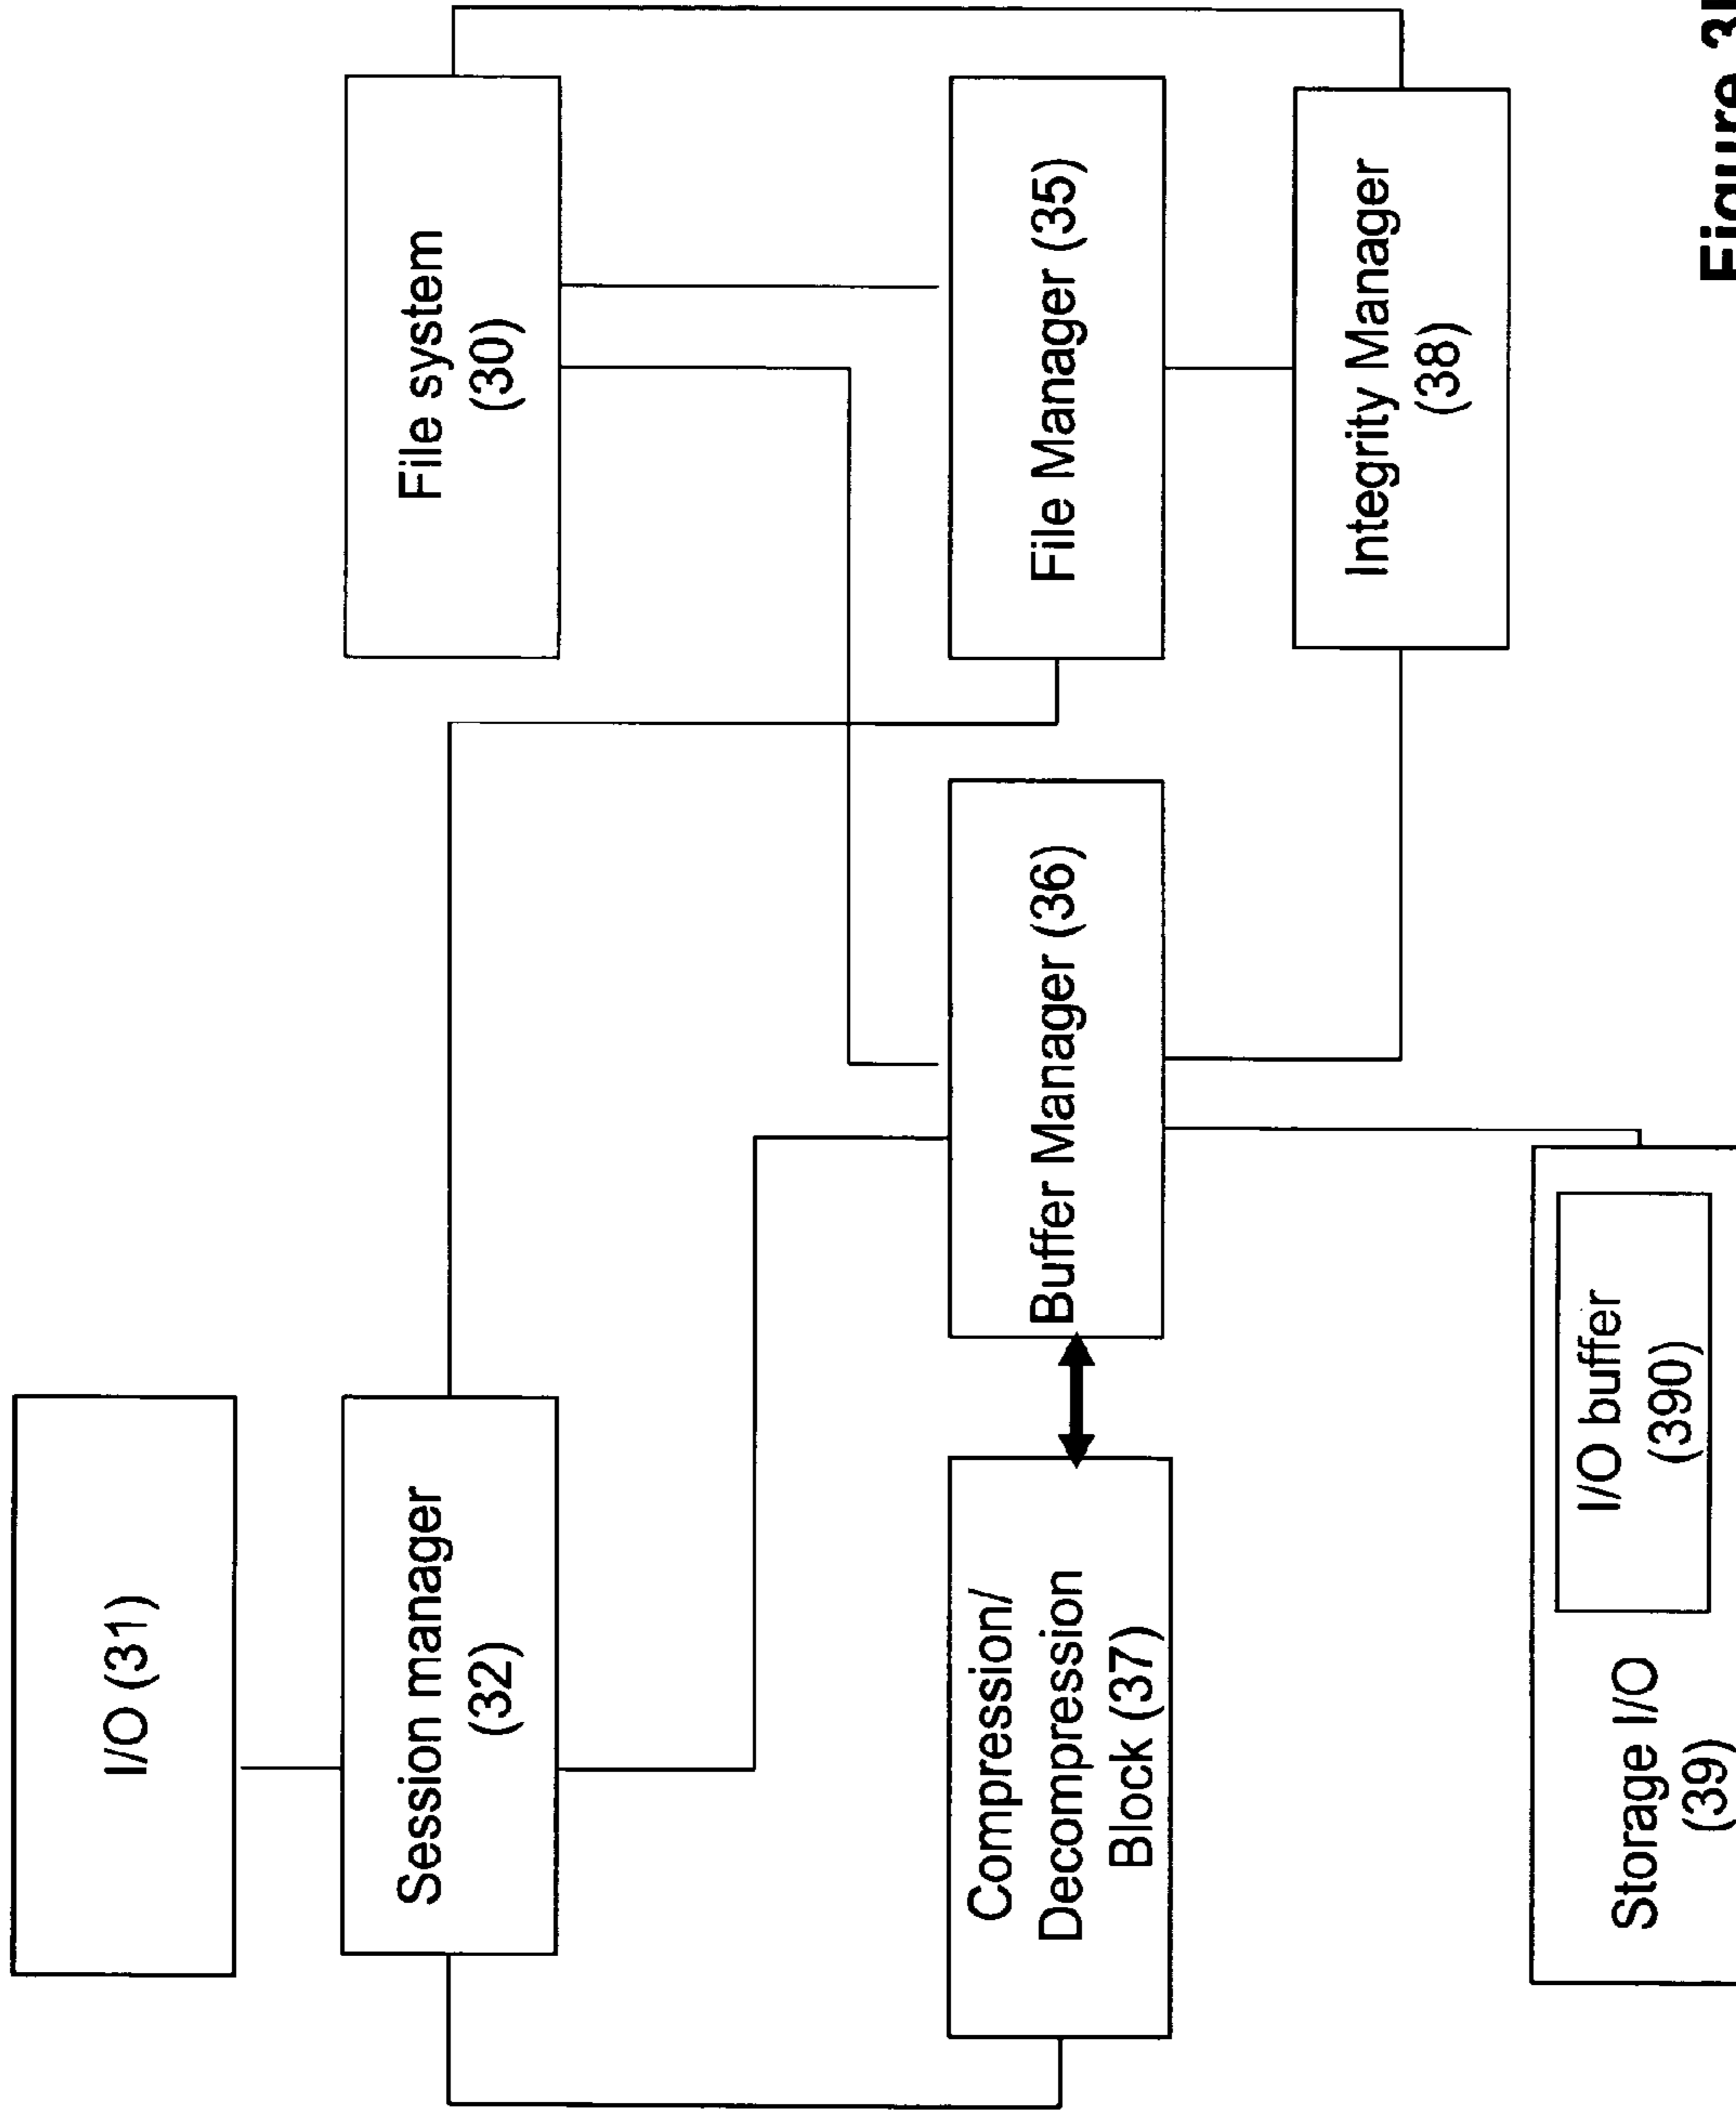 I/O (31)
Session manager
(32)
File system
(30)
Compression/
Decompression
Block (37)
Buffer Manager (36)
File Manager (35)
Integrity Manager
(38)
Storage I/O
(39)
I/O buffer
(390)
Figure